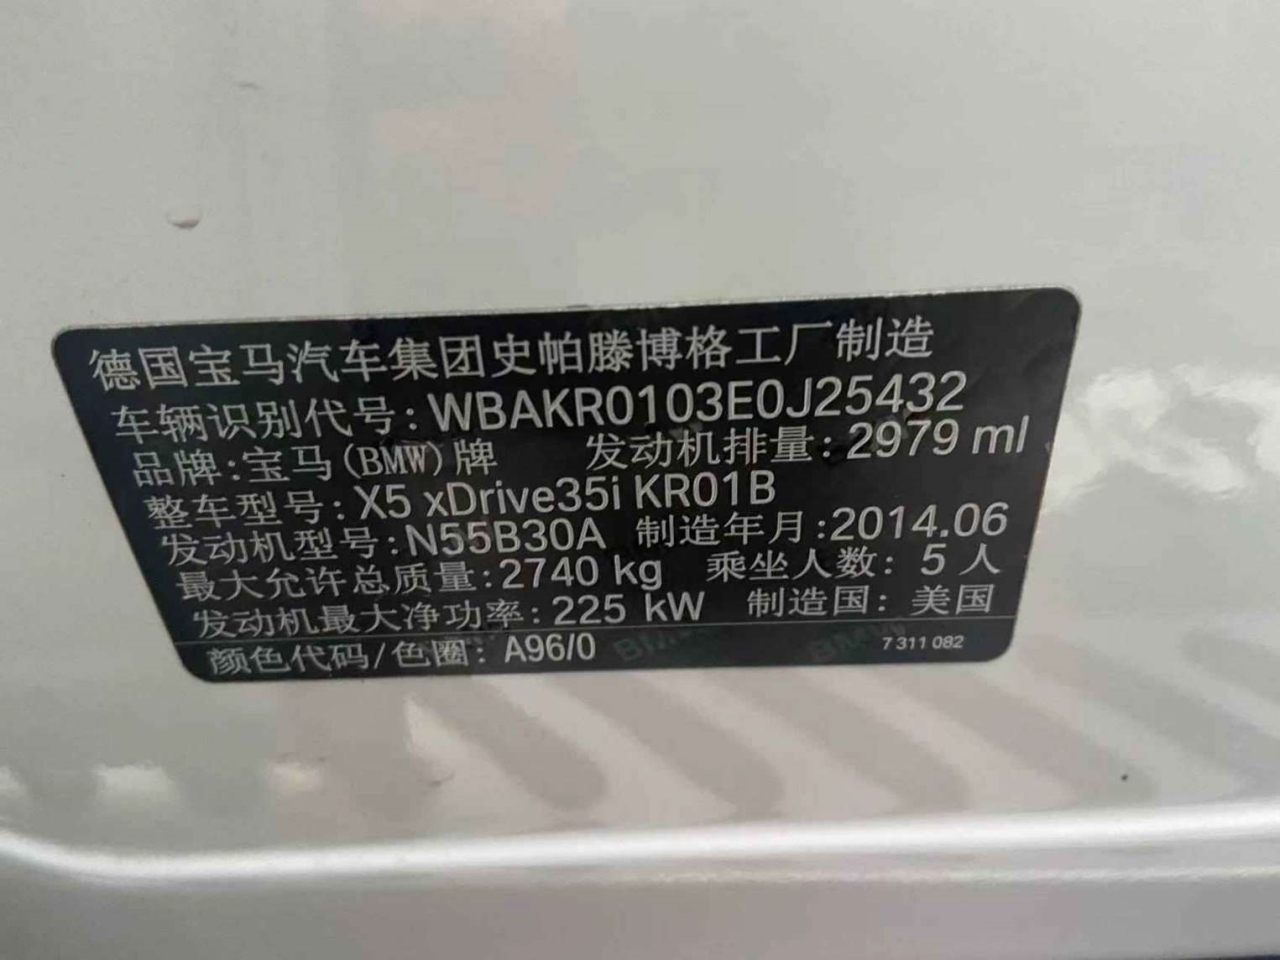 德国宝马汽车集团史帕滕博格工厂制造
车辆识别代号: WBAKR0103E0J25432
品牌: 宝马(BMW)牌 发动机排量: 2979 ml
整车型号: X5 xDrive35i KR01B
发动机型号: N55B30A 制造年月: 2014.06
最大允许总质量: 2740 kg 乘坐人数: 5 人
发动机最大净功率: 225 kW 制造国: 美国
颜色代码/色圈: A96/0 7 311 082